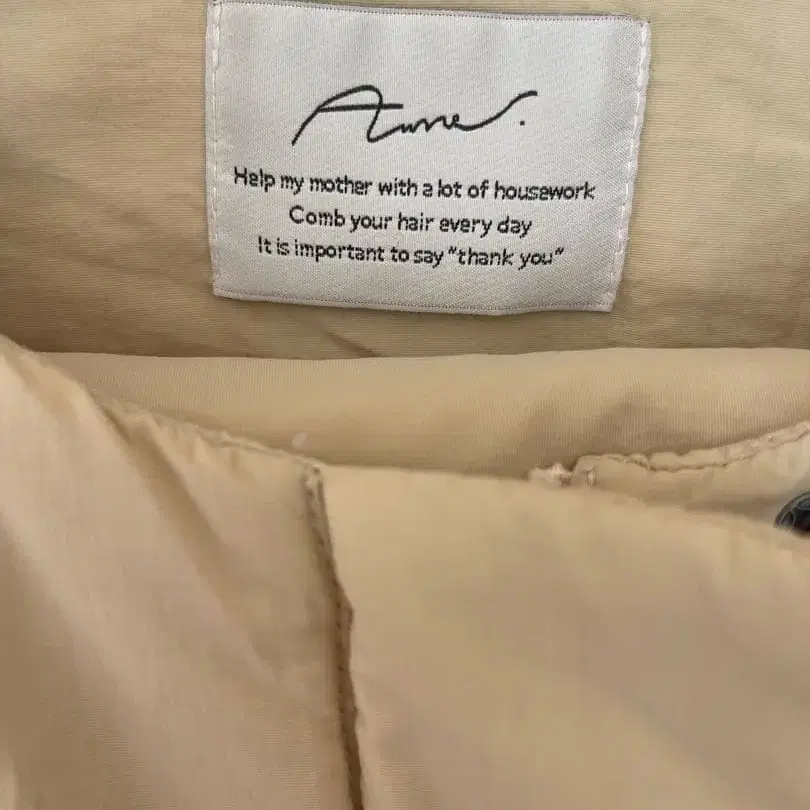 Anne.
Help my mother with a lot of housework
Comb your hair every day
It is important to say "thank you"